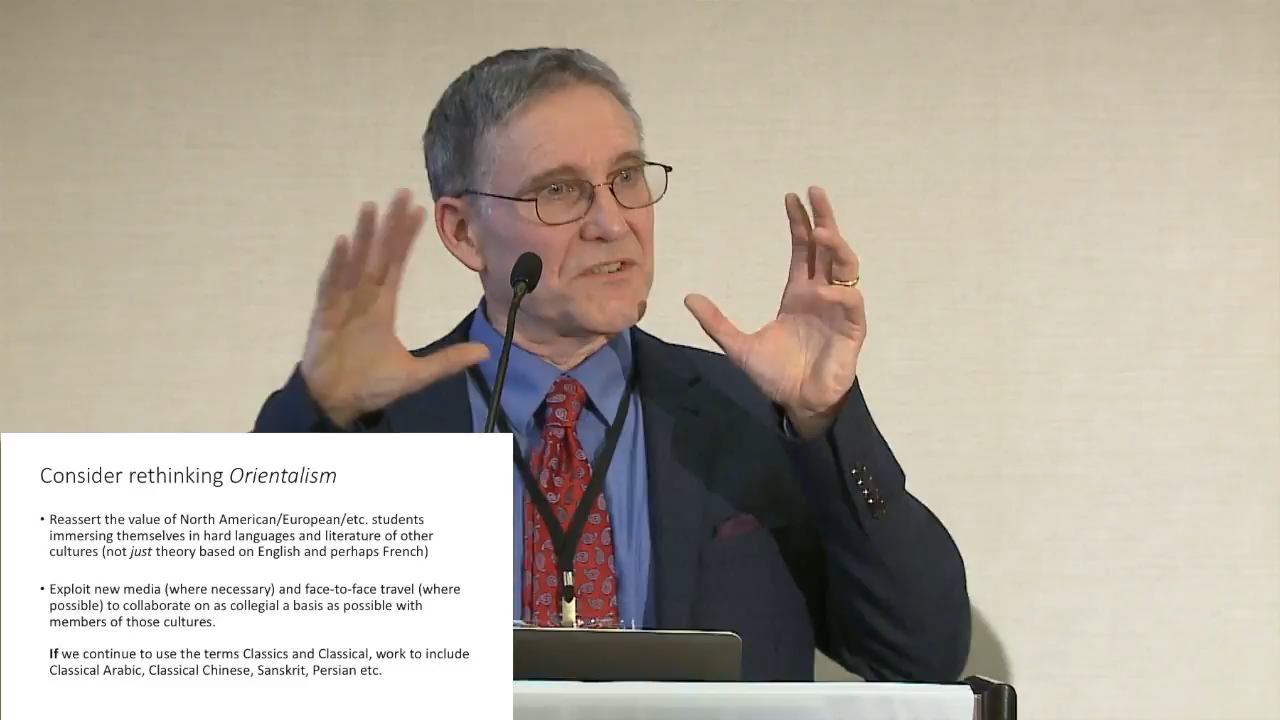 Consider rethinking Orientalism
• Reassert the value of North American/European/etc. students
immersing themselves in hard languages and literature of other
cultures (not just theory based on English and perhaps French)
• Exploit new media (where necessary) and face-to-face travel (where
possible) to collaborate on as collegial a basis as possible with
members of those cultures.
If we continue to use the terms Classics and Classical, work to include
Classical Arabic, Classical Chinese, Sanskrit, Persian etc.